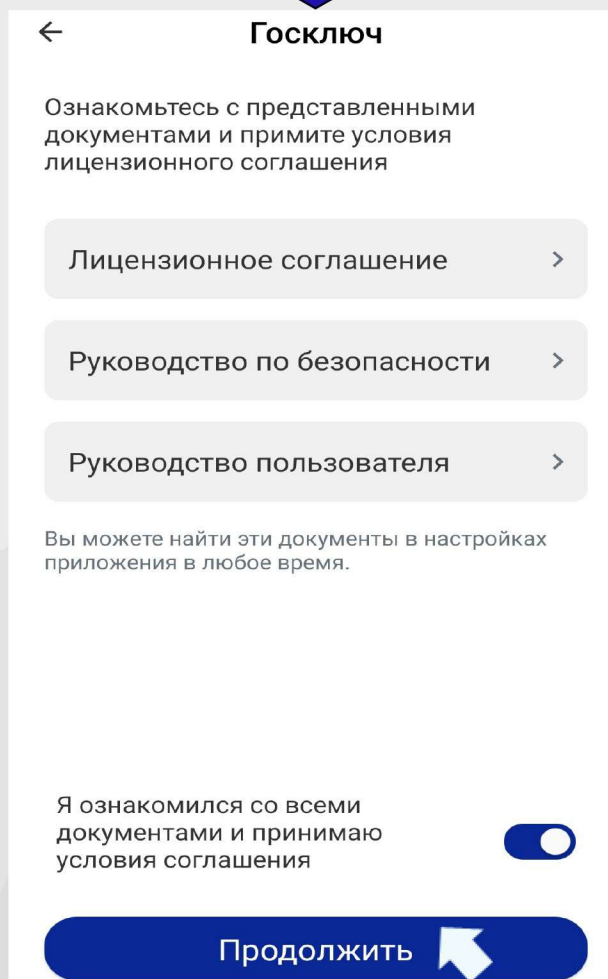 Госключ
Ознакомьтесь с представленными
документами и примите условия
лицензионного соглашения
Лицензионное соглашение
Руководство по безопасности
Руководство пользователя
Вы можете найти эти документы в настройках
приложения в любое время.
Я ознакомился со всеми
документами и принимаю
условия соглашения
Продолжить